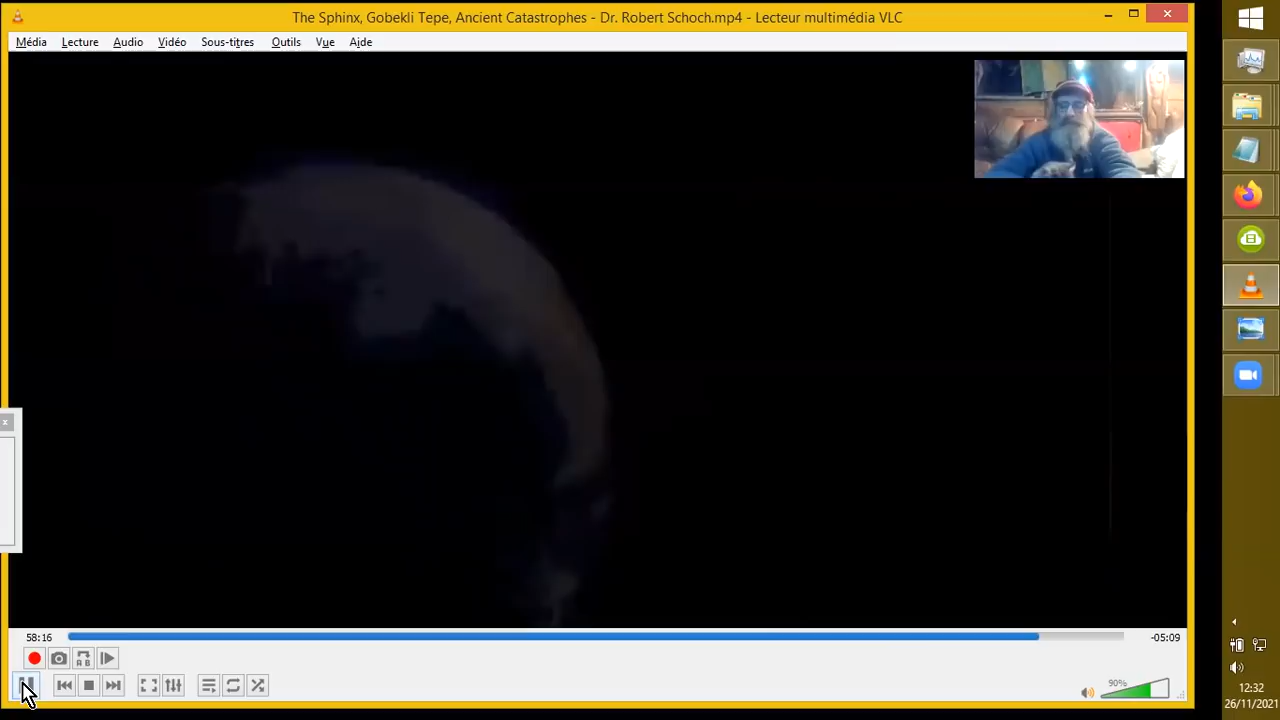 The Sphinx, Gobekli Tepe, Ancient Catastrophes - Dr. Robert Schoch.mp4 - Lecteur multimédia VLC
Média Lecture Audio Vidéo Sous-titres Outils Vue Aide
58:16 -05:09
A B
90%
12:32
26/11/2021